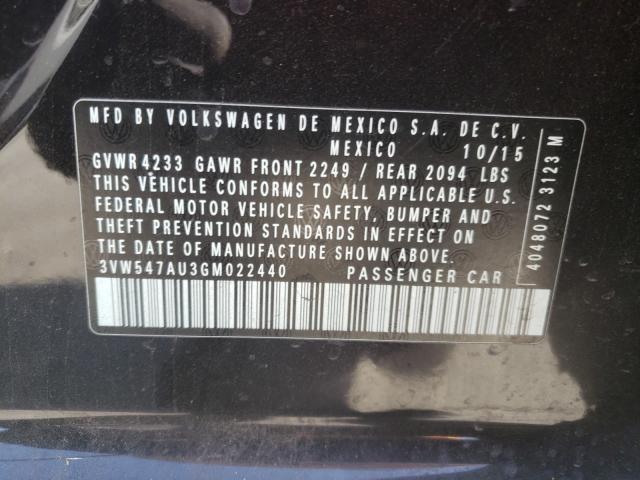 MFD BY VOLKSWAGEN DE MEXICO S.A. DE C.V.
MEXICO 10/15
GVWR 4233 GAWR FRONT 2249 / REAR 2094 LBS
THIS VEHICLE CONFORMS TO ALL APPLICABLE U.S.
FEDERAL MOTOR VEHICLE SAFETY, BUMPER AND
THEFT PREVENTION STANDARDS IN EFFECT ON
THE DATE OF MANUFACTURE SHOWN ABOVE.
3VW547AU3GM022440 PASSENGER CAR
4048072 3123 M